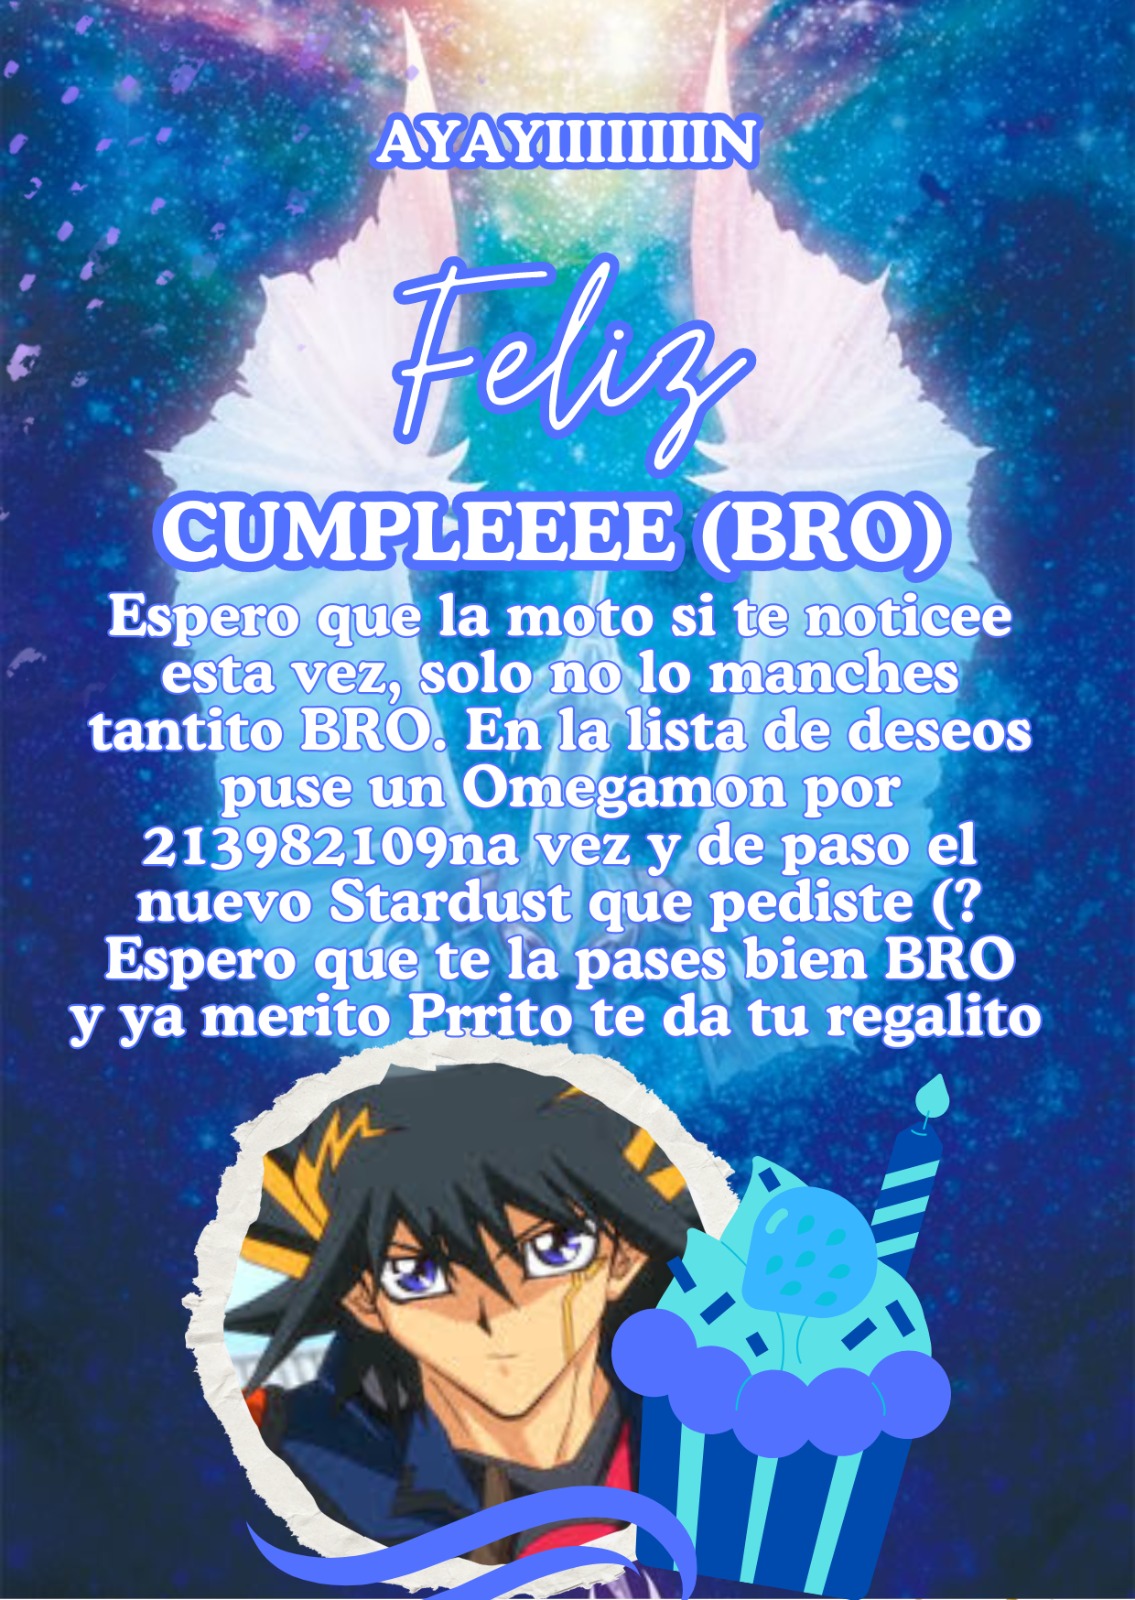 AYAYIIIIIIIIN
Feliz
CUMPLEEEE (BRO)
Espero que la moto si te noticee
esta vez, solo no lo manches
tantito BRO. En la lista de deseos
puse un Omegamon por
213982109na vez y de paso el
nuevo Stardust que pediste (?
Espero que te la pases bien BRO
y ya merito Prrito te da tu regalito